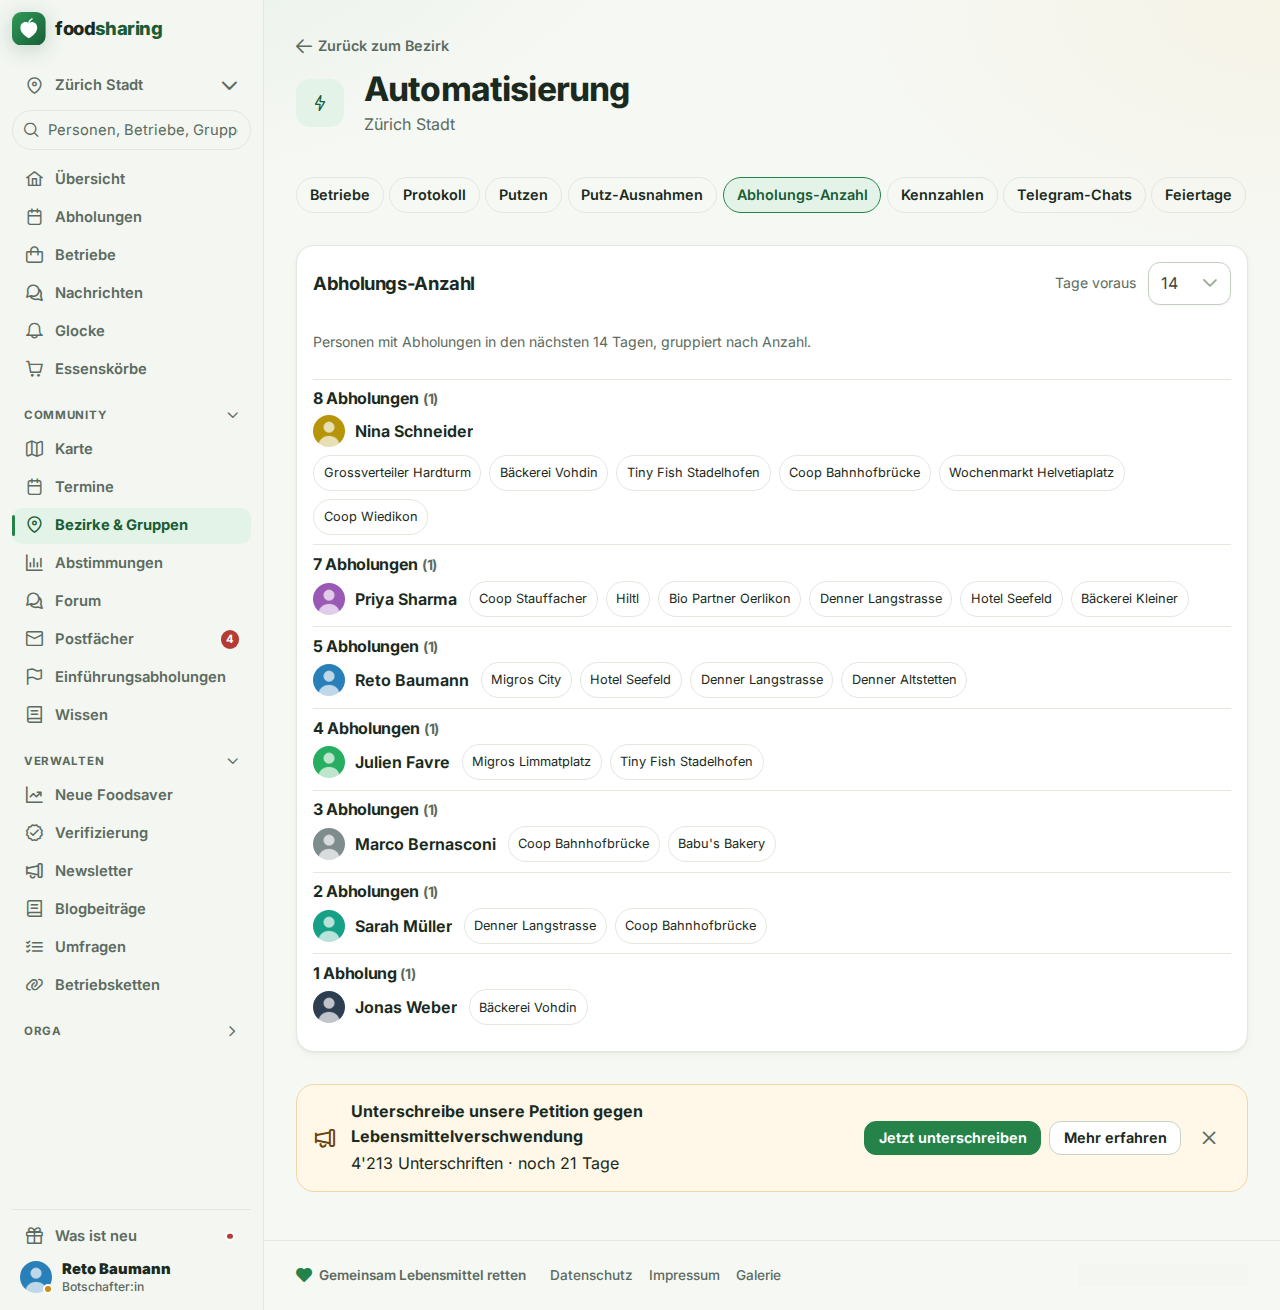 foodsharing
Zürich Stadt
Personen, Betriebe, Grupp
Übersicht
Abholungen
Betriebe
Nachrichten
Glocke
Essenskörbe
COMMUNITY
Karte
Termine
Bezirke & Gruppen
Abstimmungen
Forum
Postfächer 4
Einführungsabholungen
Wissen
VERWALTEN
Neue Foodsaver
Verifizierung
Newsletter
Blogbeiträge
Umfragen
Betriebsketten
ORGA
Was ist neu
Reto Baumann
Botschafter:in
Zurück zum Bezirk
Automatisierung
Zürich Stadt
Betriebe Protokoll Putzen Putz-Ausnahmen Abholungs-Anzahl Kennzahlen Telegram-Chats Feiertage
Abholungs-Anzahl Tage voraus 14
Personen mit Abholungen in den nächsten 14 Tagen, gruppiert nach Anzahl.
8 Abholungen (1)
Nina Schneider
Grossverteiler Hardturm Bäckerei Vohdin Tiny Fish Stadelhofen Coop Bahnhofbrücke Wochenmarkt Helvetiaplatz
Coop Wiedikon
7 Abholungen (1)
Priya Sharma Coop Stauffacher Hiltl Bio Partner Oerlikon Denner Langstrasse Hotel Seefeld Bäckerei Kleiner
5 Abholungen (1)
Reto Baumann Migros City Hotel Seefeld Denner Langstrasse Denner Altstetten
4 Abholungen (1)
Julien Favre Migros Limmatplatz Tiny Fish Stadelhofen
3 Abholungen (1)
Marco Bernasconi Coop Bahnhofbrücke Babu's Bakery
2 Abholungen (1)
Sarah Müller Denner Langstrasse Coop Bahnhofbrücke
1 Abholung (1)
Jonas Weber Bäckerei Vohdin
Unterschreibe unsere Petition gegen
Lebensmittelverschwendung
4'213 Unterschriften · noch 21 Tage
Jetzt unterschreiben Mehr erfahren
Gemeinsam Lebensmittel retten Datenschutz Impressum Galerie